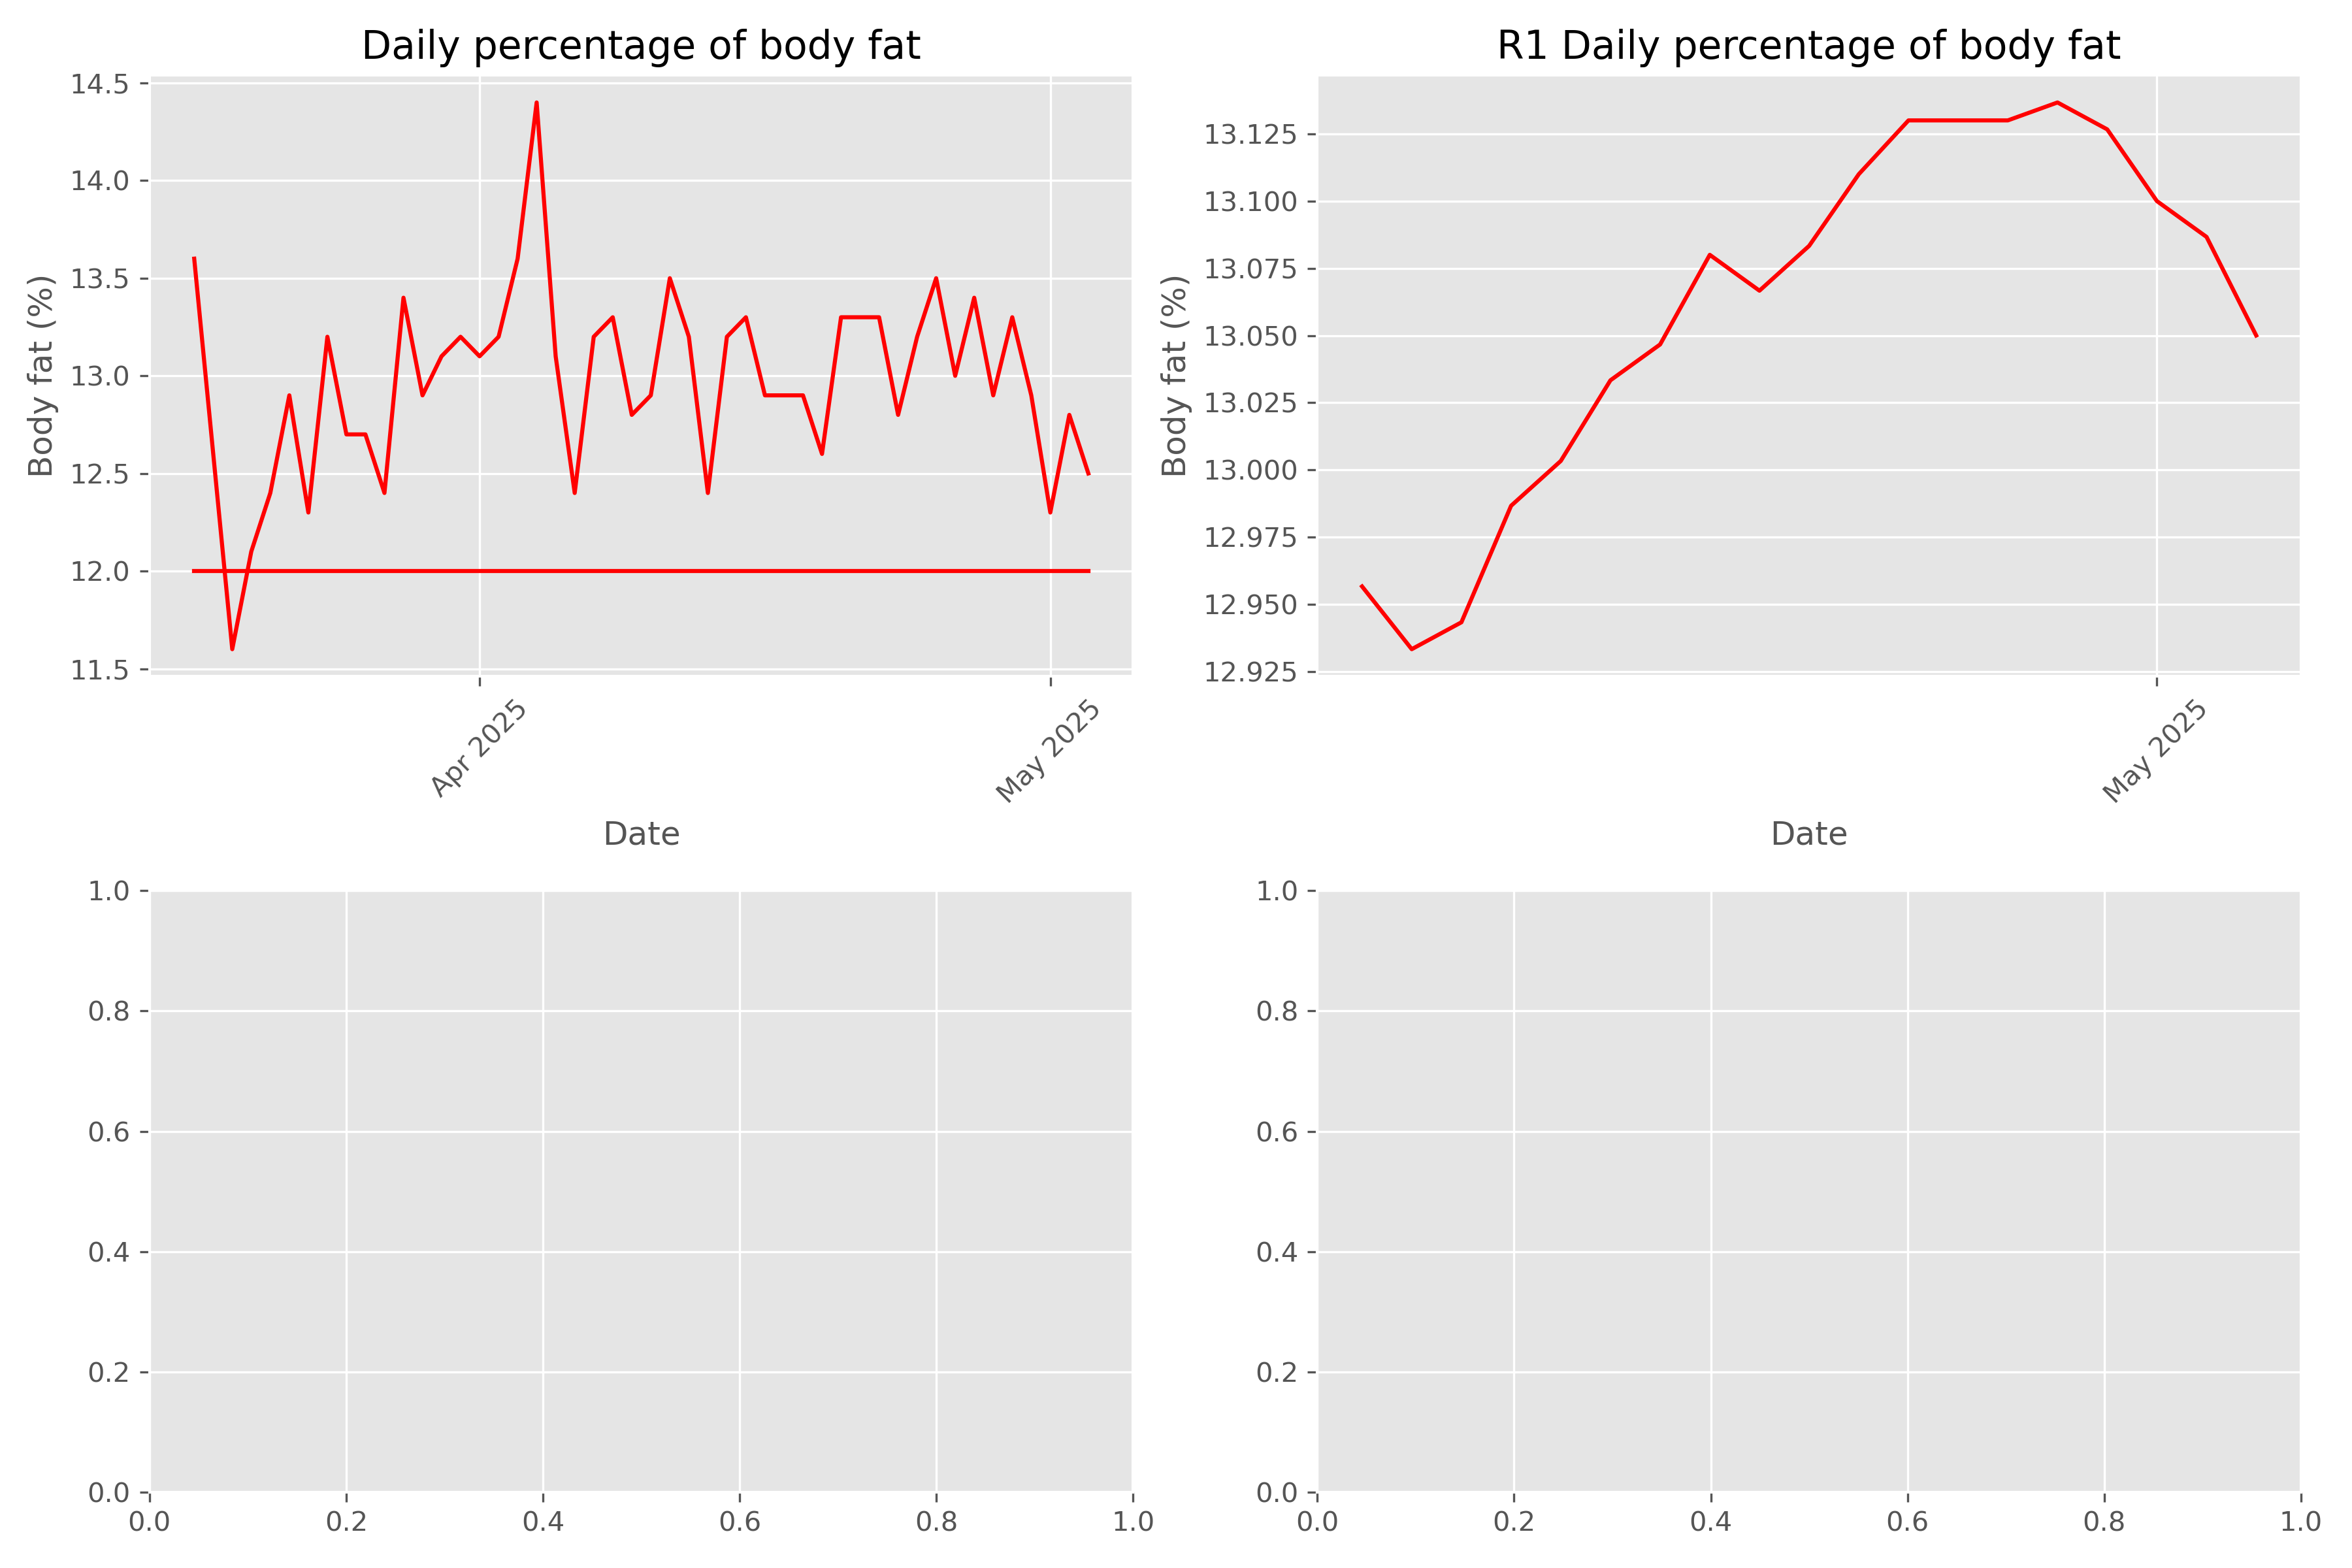 Daily percentage of body fat
14.5
14.0
13.5
13.0
12.5
12.0
11.5
Body fat (%)
Apr 2025
May 2025
Date
R1 Daily percentage of body fat
13.125
13.100
13.075
13.050
13.025
13.000
12.975
12.950
12.925
Body fat (%)
May 2025
Date
1.0
0.8
0.6
0.4
0.2
0.0
0.0 0.2 0.4 0.6 0.8 1.0
1.0
0.8
0.6
0.4
0.2
0.0
0.0 0.2 0.4 0.6 0.8 1.0